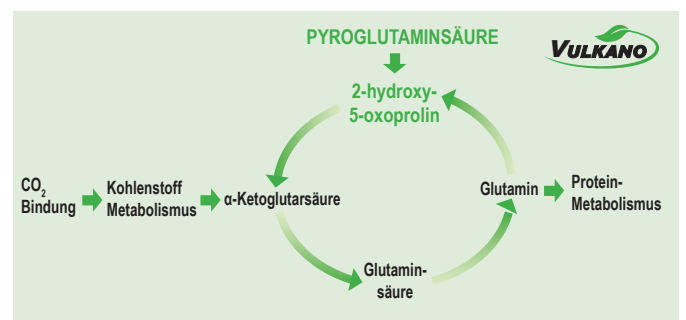 PYROGLUTAMINSÄURE
VULKANO
2-hydroxy-
5-oxoprolin
CO₂
Bindung
Kohlenstoff
Metabolismus
α-Ketoglutarsäure
Glutamin
Protein-
Metabolismus
Glutamin-
säure